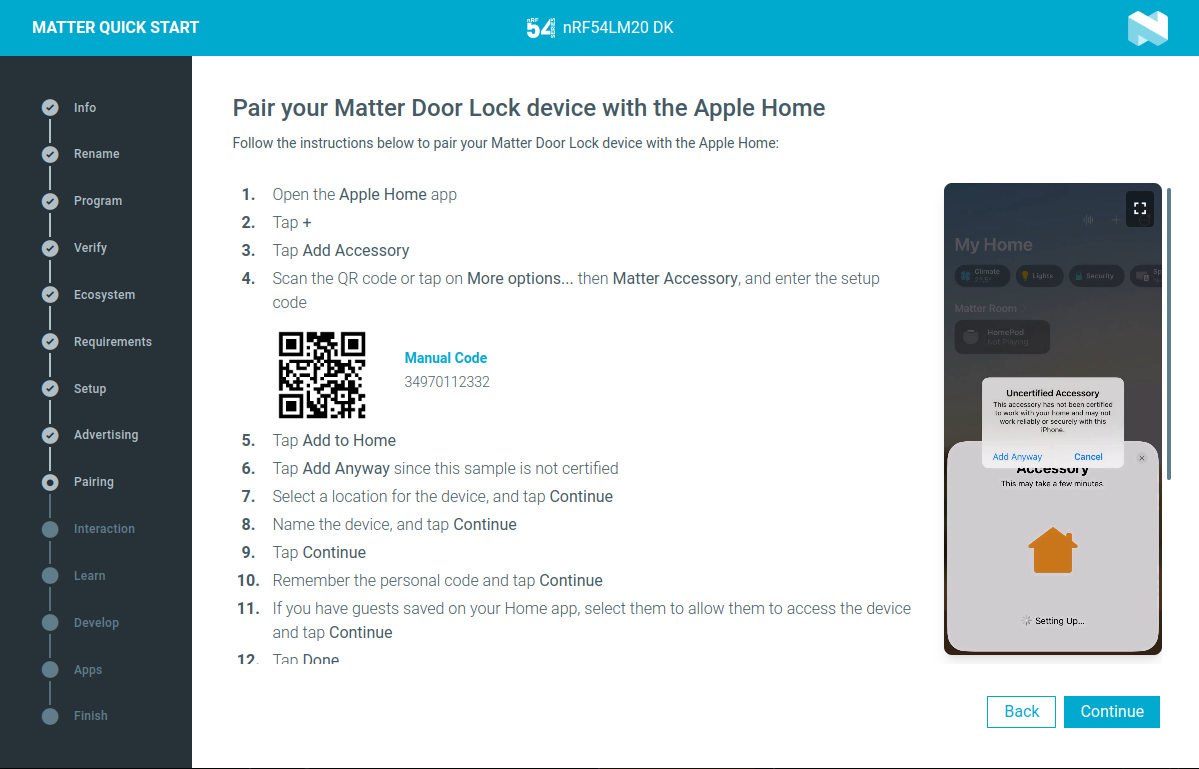 MATTER QUICK START
nRF
54
SERIES
nRF54LM20 DK
Info
Rename
Program
Verify
Ecosystem
Requirements
Setup
Advertising
Pairing
Interaction
Learn
Develop
Apps
Finish
Pair your Matter Door Lock device with the Apple Home
Follow the instructions below to pair your Matter Door Lock device with the Apple Home:
1. Open the Apple Home app
2. Tap +
3. Tap Add Accessory
4. Scan the QR code or tap on More options... then Matter Accessory, and enter the setup
code
Manual Code
34970112332
5. Tap Add to Home
6. Tap Add Anyway since this sample is not certified
7. Select a location for the device, and tap Continue
8. Name the device, and tap Continue
9. Tap Continue
10. Remember the personal code and tap Continue
11. If you have guests saved on your Home app, select them to allow them to access the device
and tap Continue
12. Tap Done
My Home
Climate
Lights
Security
Matter Room
HomePod
Not Playing
Uncertified Accessory
This accessory has not been certified
to work with your home and may not
work reliably or securely with this
iPhone.
Add Anyway Cancel
Accessory
This may take a few minutes.
Setting Up...
Back
Continue